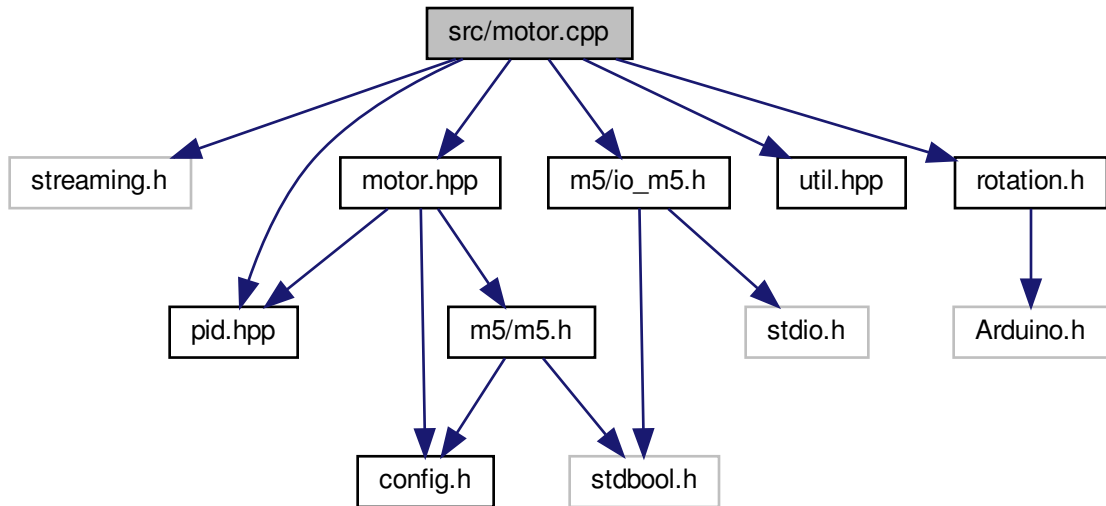 src/motor.cpp
streaming.h
motor.hpp
m5/io_m5.h
util.hpp
rotation.h
pid.hpp
m5/m5.h
stdio.h
Arduino.h
config.h
stdbool.h